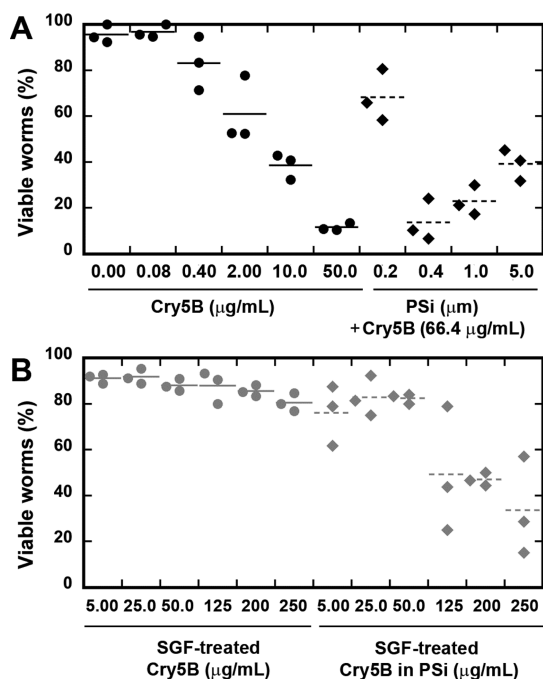 A
Viable worms (%)
100
80
60
40
20
0
0.00 0.08 0.40 2.00 10.0 50.0 0.2 0.4 1.0 5.0
Cry5B (μg/mL) PSi (μm)
+Cry5B (66.4 μg/mL)
B
Viable worms (%)
100
80
60
40
20
0
5.00 25.0 50.0 125 200 250 5.00 25.0 50.0 125 200 250
SGF-treated SGF-treated
Cry5B (μg/mL) Cry5B in PSi (μg/mL)